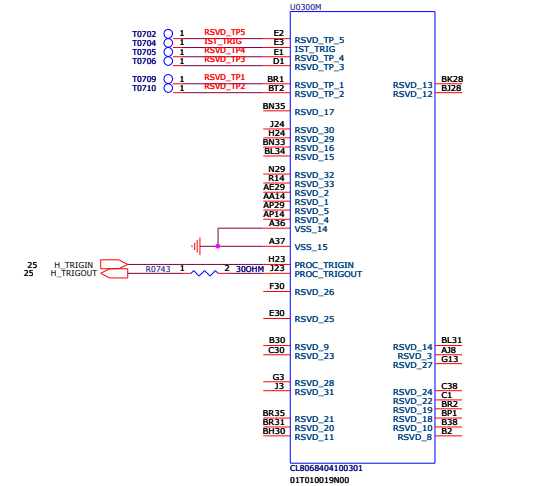 U0300M
T0702 1 RSVD_TP5 E2 RSVD_TP_5
T0704 1 IST_TRIG E3 IST_TRIG
T0705 1 RSVD_TP4 E1 RSVD_TP_4
T0706 1 RSVD_TP3 D1 RSVD_TP_3
T0709 1 RSVD_TP1 BR1 RSVD_TP_1 RSVD_13 BK28
T0710 1 RSVD_TP2 BT2 RSVD_TP_2 RSVD_12 BJ28
BN35 RSVD_17
J24 RSVD_30
H24 RSVD_29
BN33 RSVD_16
BL34 RSVD_15
N29 RSVD_32
R14 RSVD_33
AE29 RSVD_2
AA14 RSVD_1
AP29 RSVD_5
AP14 RSVD_4
A36 VSS_14
A37 VSS_15
25 H_TRIGIN H23 PROC_TRIGIN
25 H_TRIGOUT R0743 1 2 30OHM J23 PROC_TRIGOUT
F30 RSVD_26
E30 RSVD_25
B30 RSVD_9 RSVD_14 BL31
C30 RSVD_23 RSVD_3 AJ8
RSVD_27 G13
G3 RSVD_28
J3 RSVD_31 RSVD_24 C38
RSVD_22 C1
RSVD_19 BR2
BR35 RSVD_21 RSVD_18 BP1
BR31 RSVD_20 RSVD_10 B38
BH30 RSVD_11 RSVD_8 B2
CL8068404100301
01T010019N00